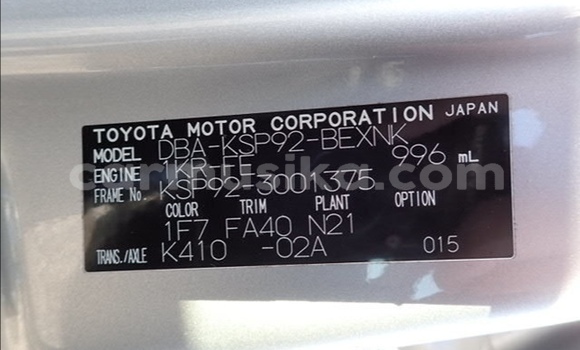 TOYOTA MOTOR CORPORATION JAPAN
MODEL DBA-KSP92-BEXNK
ENGINE 1KR-FE 996 mL
FRAME No. KSP92-3001375
COLOR TRIM PLANT OPTION
1F7 FA40 N21
TRANS./AXLE K410 -02A 015